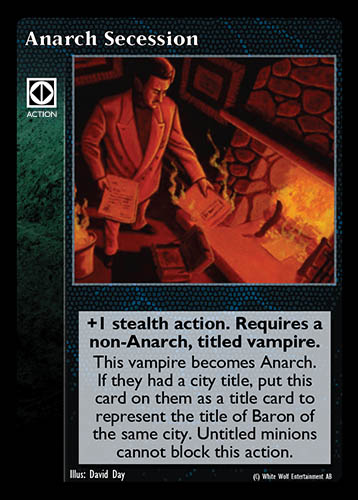 Anarch Secession
ACTION
+1 stealth action. Requires a
non-Anarch, titled vampire.
This vampire becomes Anarch.
If they had a city title, put this
card on them as a title card to
represent the title of Baron of
the same city. Untitled minions
cannot block this action.
Illus: David Day
(C) White Wolf Entertainment AB